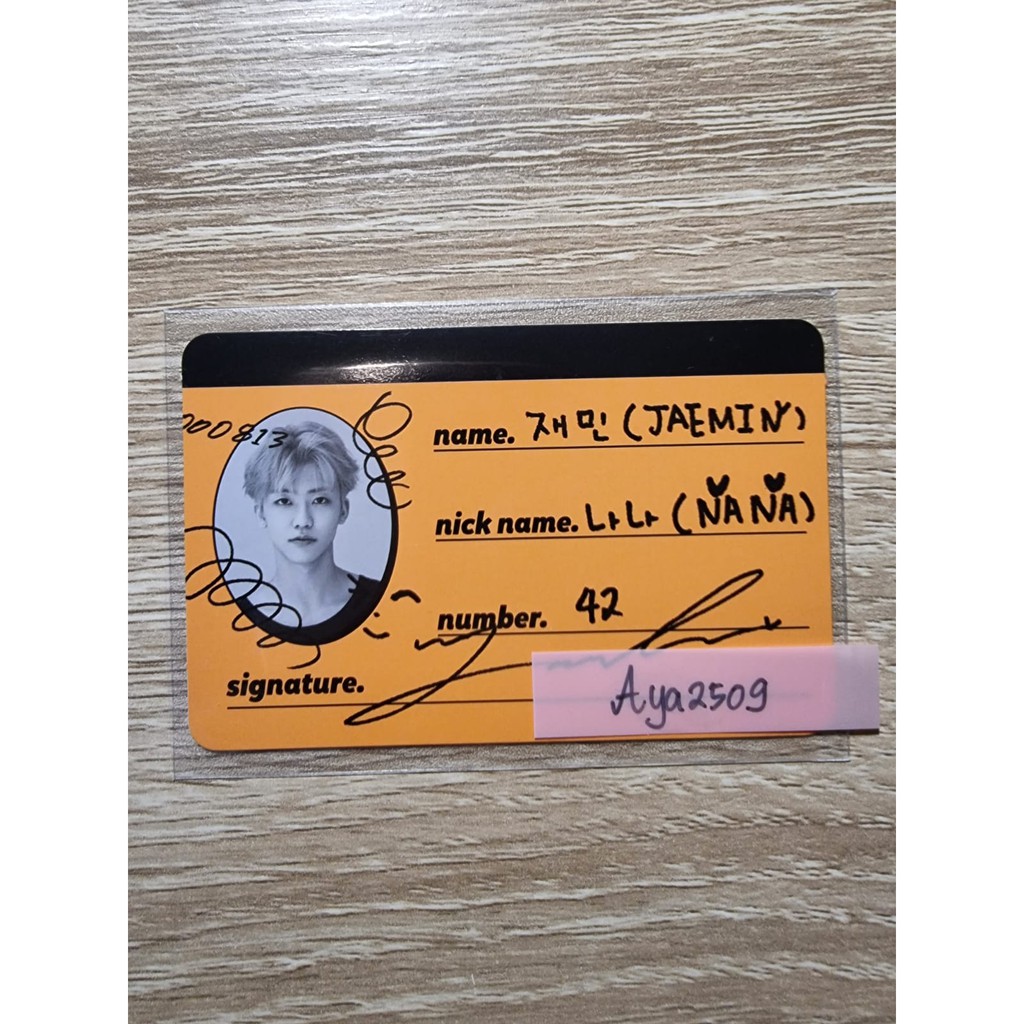 000813
name. 재민 (JAEMIN)
nick name. 나나 (NANA)
number. 42
signature.
Aya2509